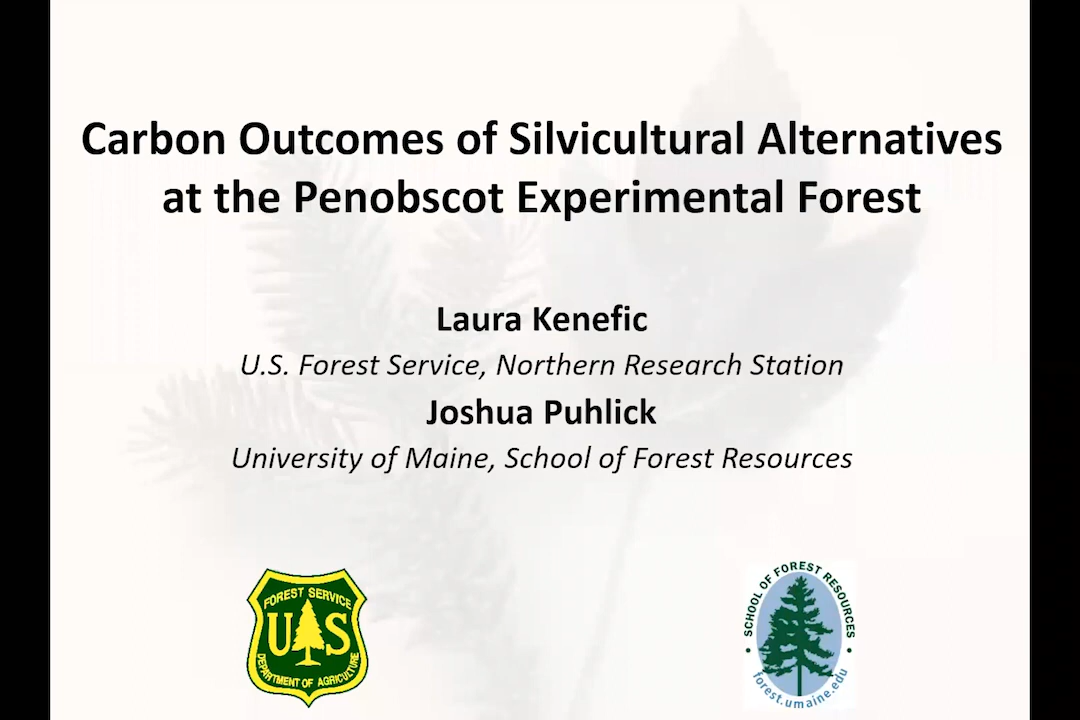 Carbon Outcomes of Silvicultural Alternatives
at the Penobscot Experimental Forest
Laura Kenefic
U.S. Forest Service, Northern Research Station
Joshua Puhlick
University of Maine, School of Forest Resources
FOREST SERVICE
U S
DEPARTMENT OF AGRICULTURE
SCHOOL OF FOREST RESOURCES
forest.umaine.edu